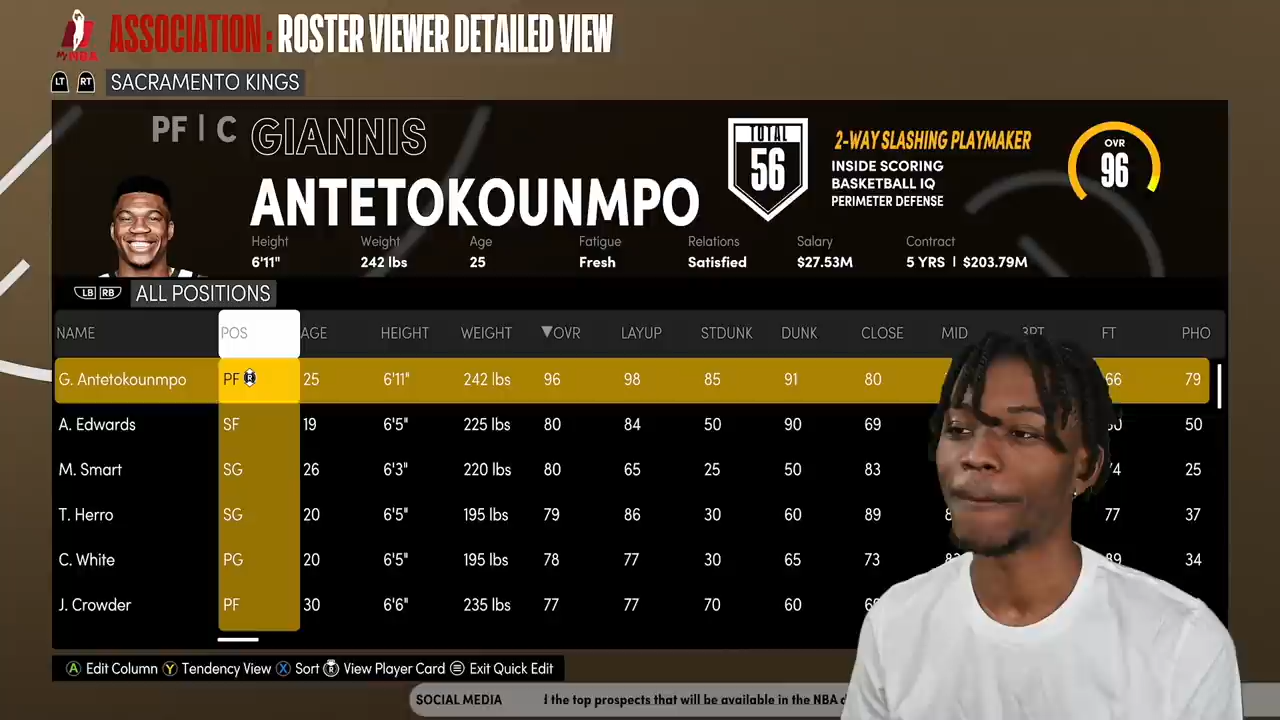 ASSOCIATION : ROSTER VIEWER DETAILED VIEW
My NBA
LT RT SACRAMENTO KINGS
PF | C GIANNIS
ANTETOKOUNMPO
TOTAL
56
2-WAY SLASHING PLAYMAKER
INSIDE SCORING
BASKETBALL IQ
PERIMETER DEFENSE
OVR
96
Height Weight Age Fatigue Relations Salary Contract
6'11" 242 lbs 25 Fresh Satisfied $27.53M 5 YRS | $203.79M
LB RB ALL POSITIONS
NAME POS AGE HEIGHT WEIGHT ▼OVR LAYUP STDUNK DUNK CLOSE MID 3PT FT PHO
G. Antetokounmpo PF R 25 6'11" 242 lbs 96 98 85 91 80 66 79
A. Edwards SF 19 6'5" 225 lbs 80 84 50 90 69 50
M. Smart SG 26 6'3" 220 lbs 80 65 25 50 83 25
T. Herro SG 20 6'5" 195 lbs 79 86 30 60 89 77 37
C. White PG 20 6'5" 195 lbs 78 77 30 65 73 34
J. Crowder PF 30 6'6" 235 lbs 77 77 70 60
A Edit Column Y Tendency View X Sort R View Player Card Exit Quick Edit
SOCIAL MEDIA the top prospects that will be available in the NBA